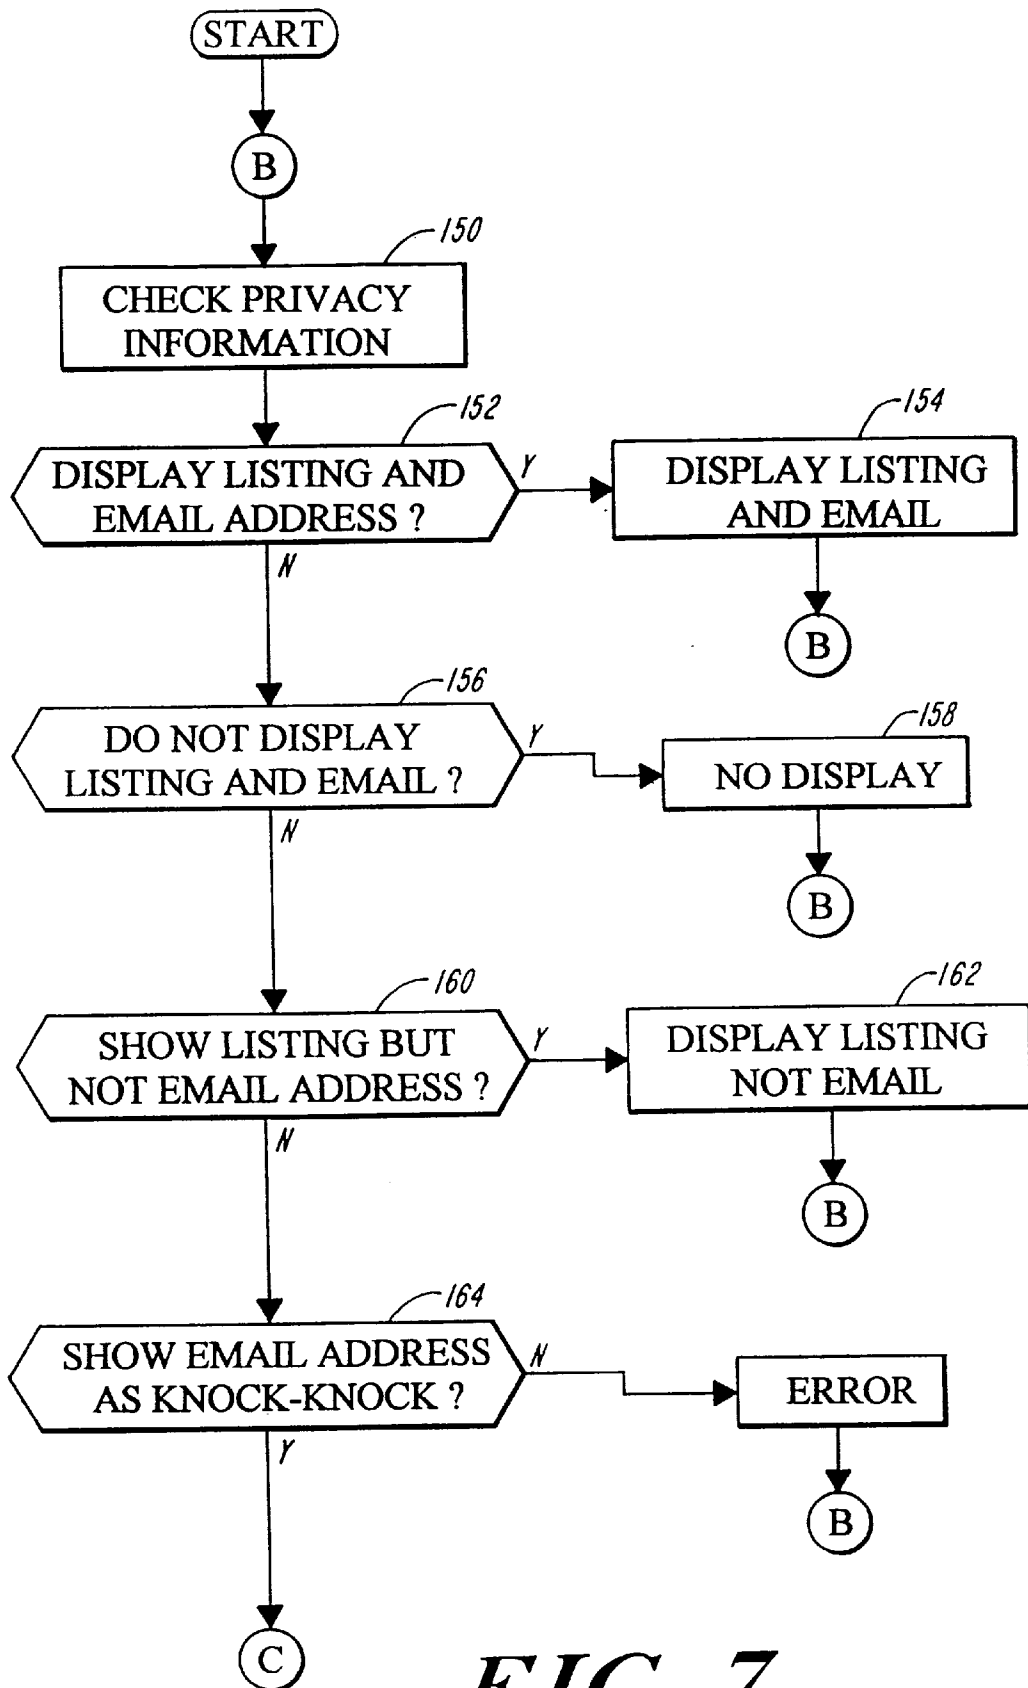 START
B
150
CHECK PRIVACY
INFORMATION
152
DISPLAY LISTING AND
EMAIL ADDRESS ?
Y
154
DISPLAY LISTING
AND EMAIL
N
B
156
DO NOT DISPLAY
LISTING AND EMAIL ?
Y
158
NO DISPLAY
N
B
160
SHOW LISTING BUT
NOT EMAIL ADDRESS ?
Y
162
DISPLAY LISTING
NOT EMAIL
N
B
164
SHOW EMAIL ADDRESS
AS KNOCK-KNOCK ?
N
ERROR
Y
B
C
FIG. 7